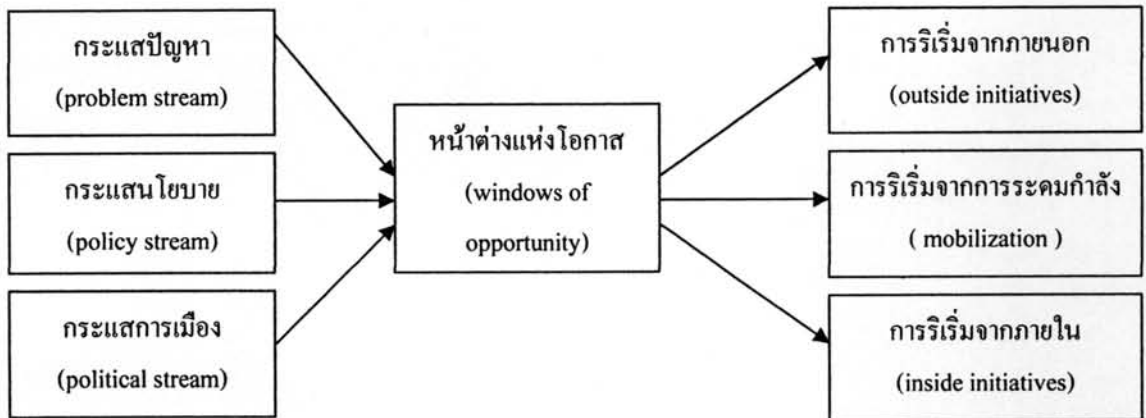 กระแสปัญหา
(problem stream)
กระแสนโยบาย
(policy stream)
กระแสการเมือง
(political stream)
หน้าต่างแห่งโอกาส
(windows of
opportunity)
การริเริ่มจากภายนอก
(outside initiatives)
การริเริ่มจากการระดมกำลัง
( mobilization )
การริเริ่มจากภายใน
(inside initiatives)